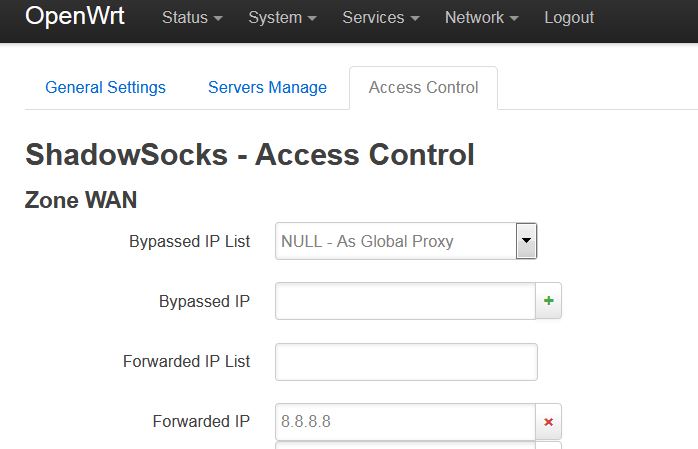 OpenWrt Status System Services Network Logout
General Settings Servers Manage Access Control
ShadowSocks - Access Control
Zone WAN
Bypassed IP List NULL - As Global Proxy
Bypassed IP
Forwarded IP List
Forwarded IP 8.8.8.8